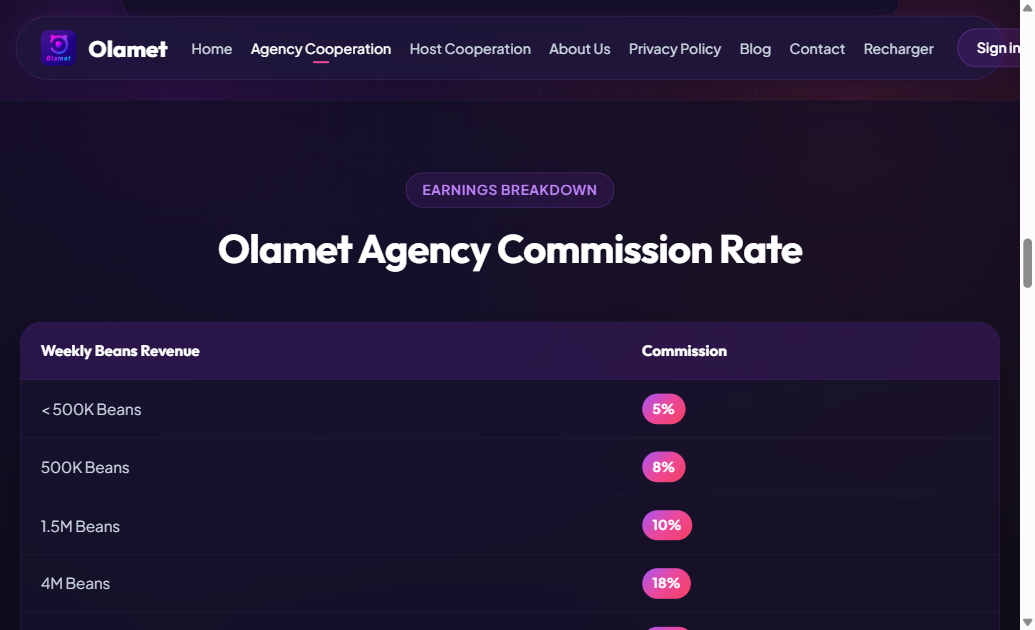 Olamet
Olamet Home Agency Cooperation Host Cooperation About Us Privacy Policy Blog Contact Recharger Sign in
EARNINGS BREAKDOWN
Olamet Agency Commission Rate
Weekly Beans Revenue Commission
< 500K Beans 5%
500K Beans 8%
1.5M Beans 10%
4M Beans 18%